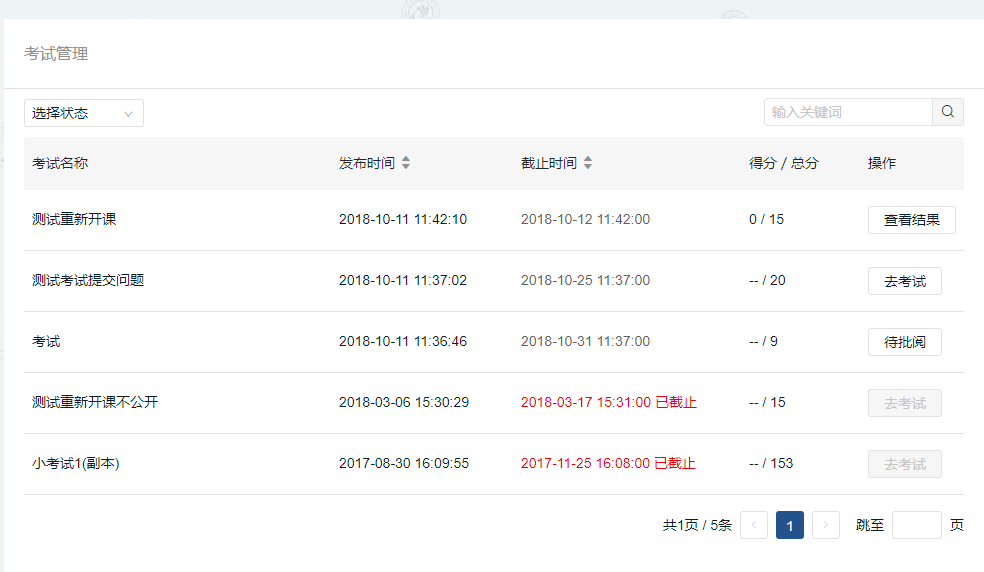 考试管理
选择状态 输入关键词
考试名称 发布时间 截止时间 得分 / 总分 操作
测试重新开课 2018-10-11 11:42:10 2018-10-12 11:42:00 0 / 15 查看结果
测试考试提交问题 2018-10-11 11:37:02 2018-10-25 11:37:00 -- / 20 去考试
考试 2018-10-11 11:36:46 2018-10-31 11:37:00 -- / 9 待批阅
测试重新开课不公开 2018-03-06 15:30:29 2018-03-17 15:31:00 已截止 -- / 15 去考试
小考试1(副本) 2017-08-30 16:09:55 2017-11-25 16:08:00 已截止 -- / 153 去考试
共1页 / 5条 < 1 > 跳至 页